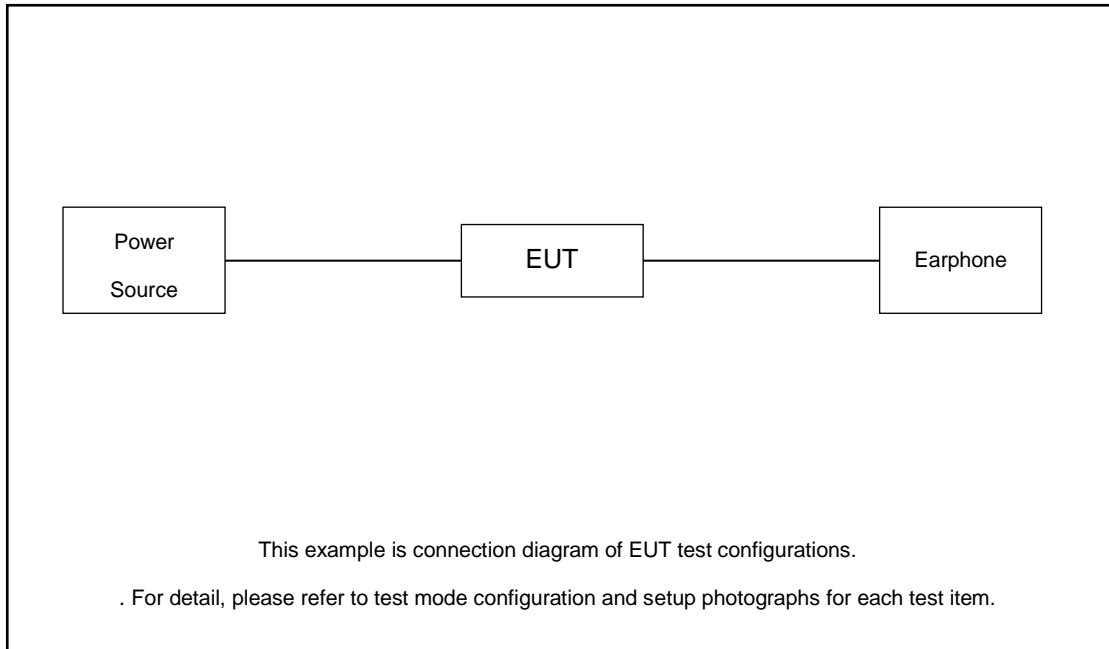 Power
Source
EUT
Earphone
This example is connection diagram of EUT test configurations.
. For detail, please refer to test mode configuration and setup photographs for each test item.